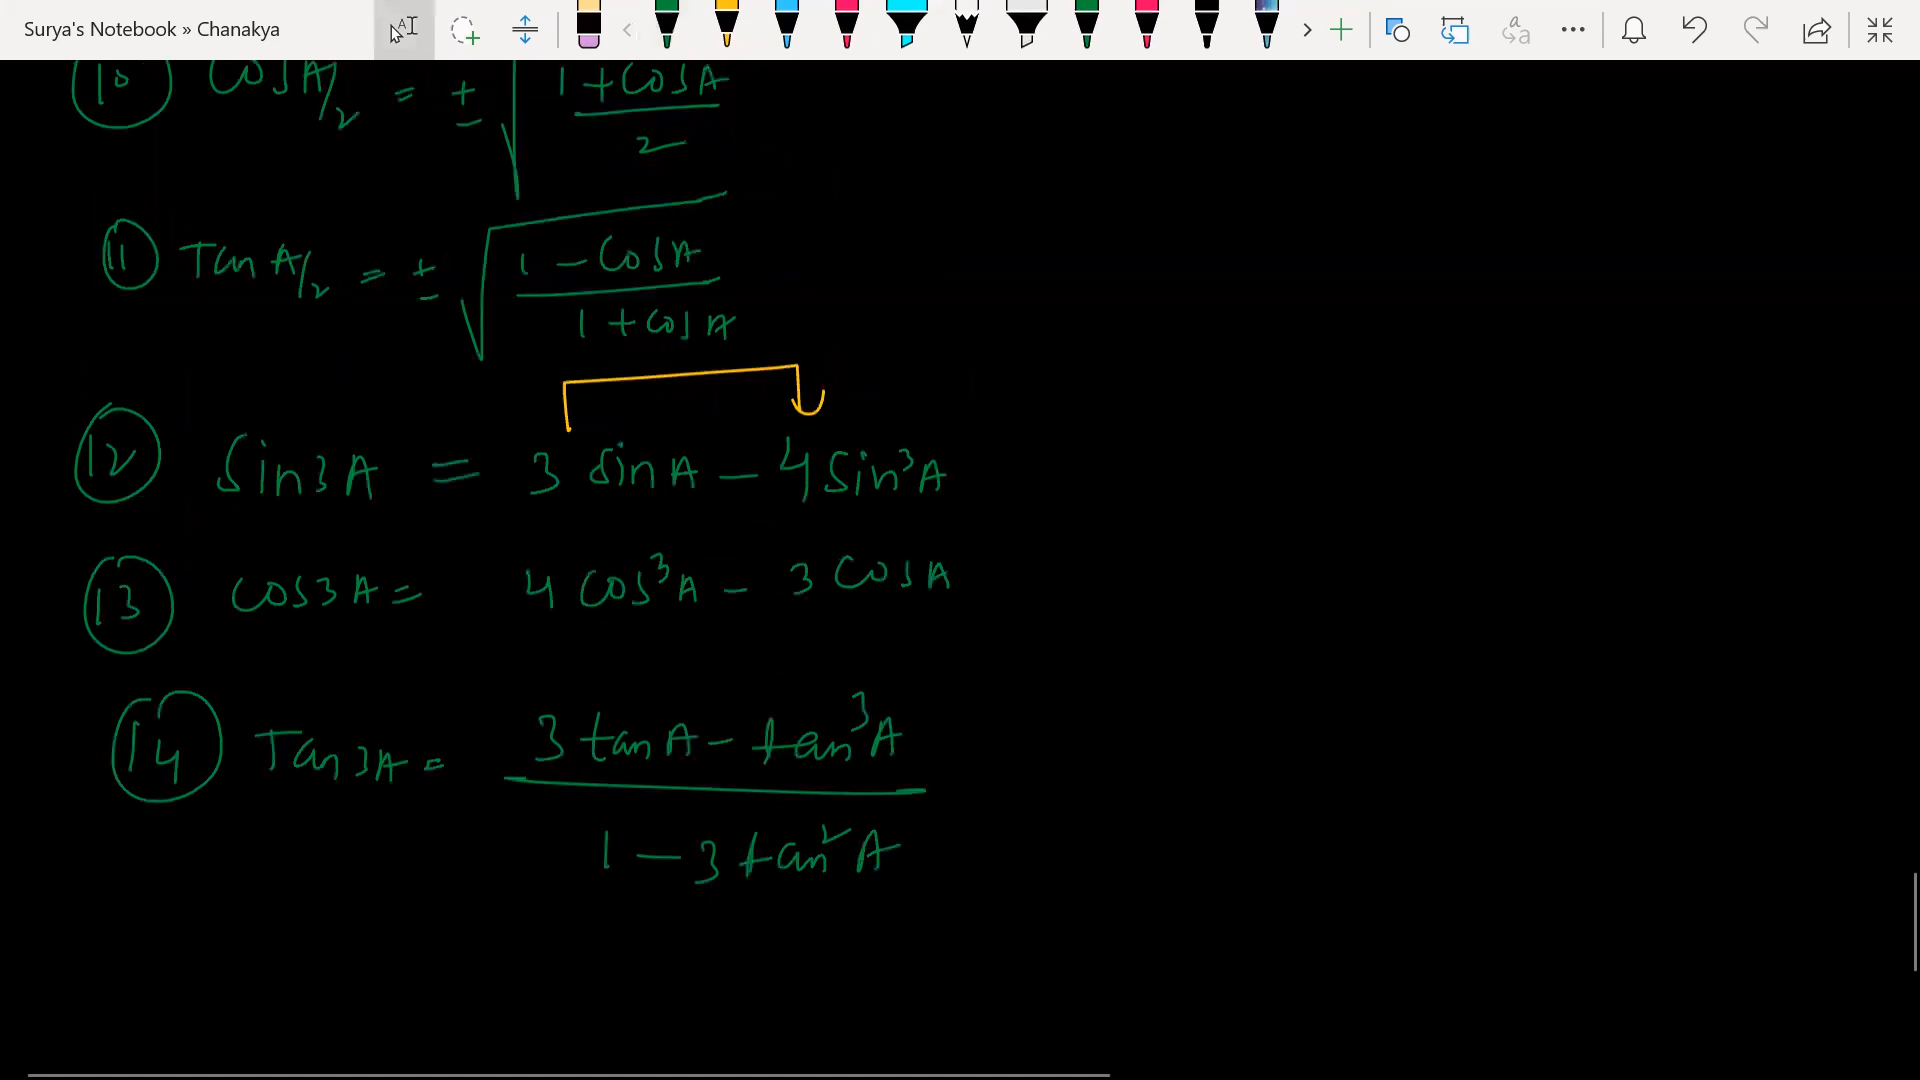 Surya's Notebook » Chanakya
⑩ Cos A/2 = ± √((1 + Cos A)/2)
⑪ Tan A/2 = ± √((1 - Cos A)/(1 + Cos A))
⑫ Sin3A = 3 sin A - 4 Sin³A
⑬ Cos3A = 4 Cos³A - 3 Cos A
⑭ Tan3A = (3 tan A - tan³A)/(1 - 3 tan²A)